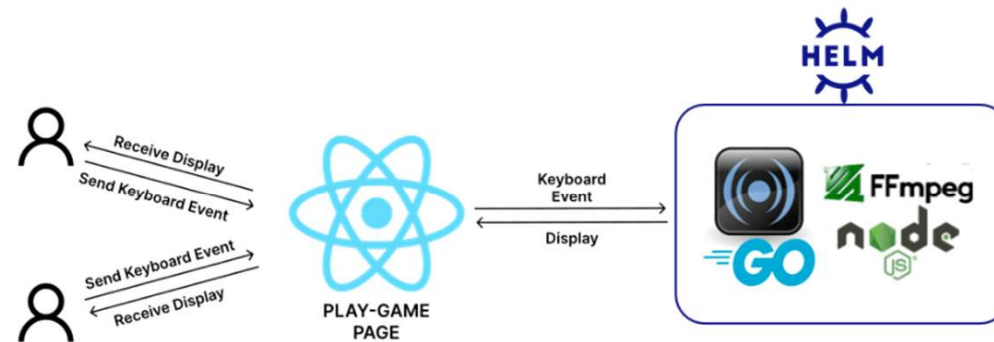 HELM
Receive Display
Send Keyboard Event
Send Keyboard Event
Receive Display
PLAY-GAME
PAGE
Keyboard
Event
Display
FFmpeg
GO
node
JS